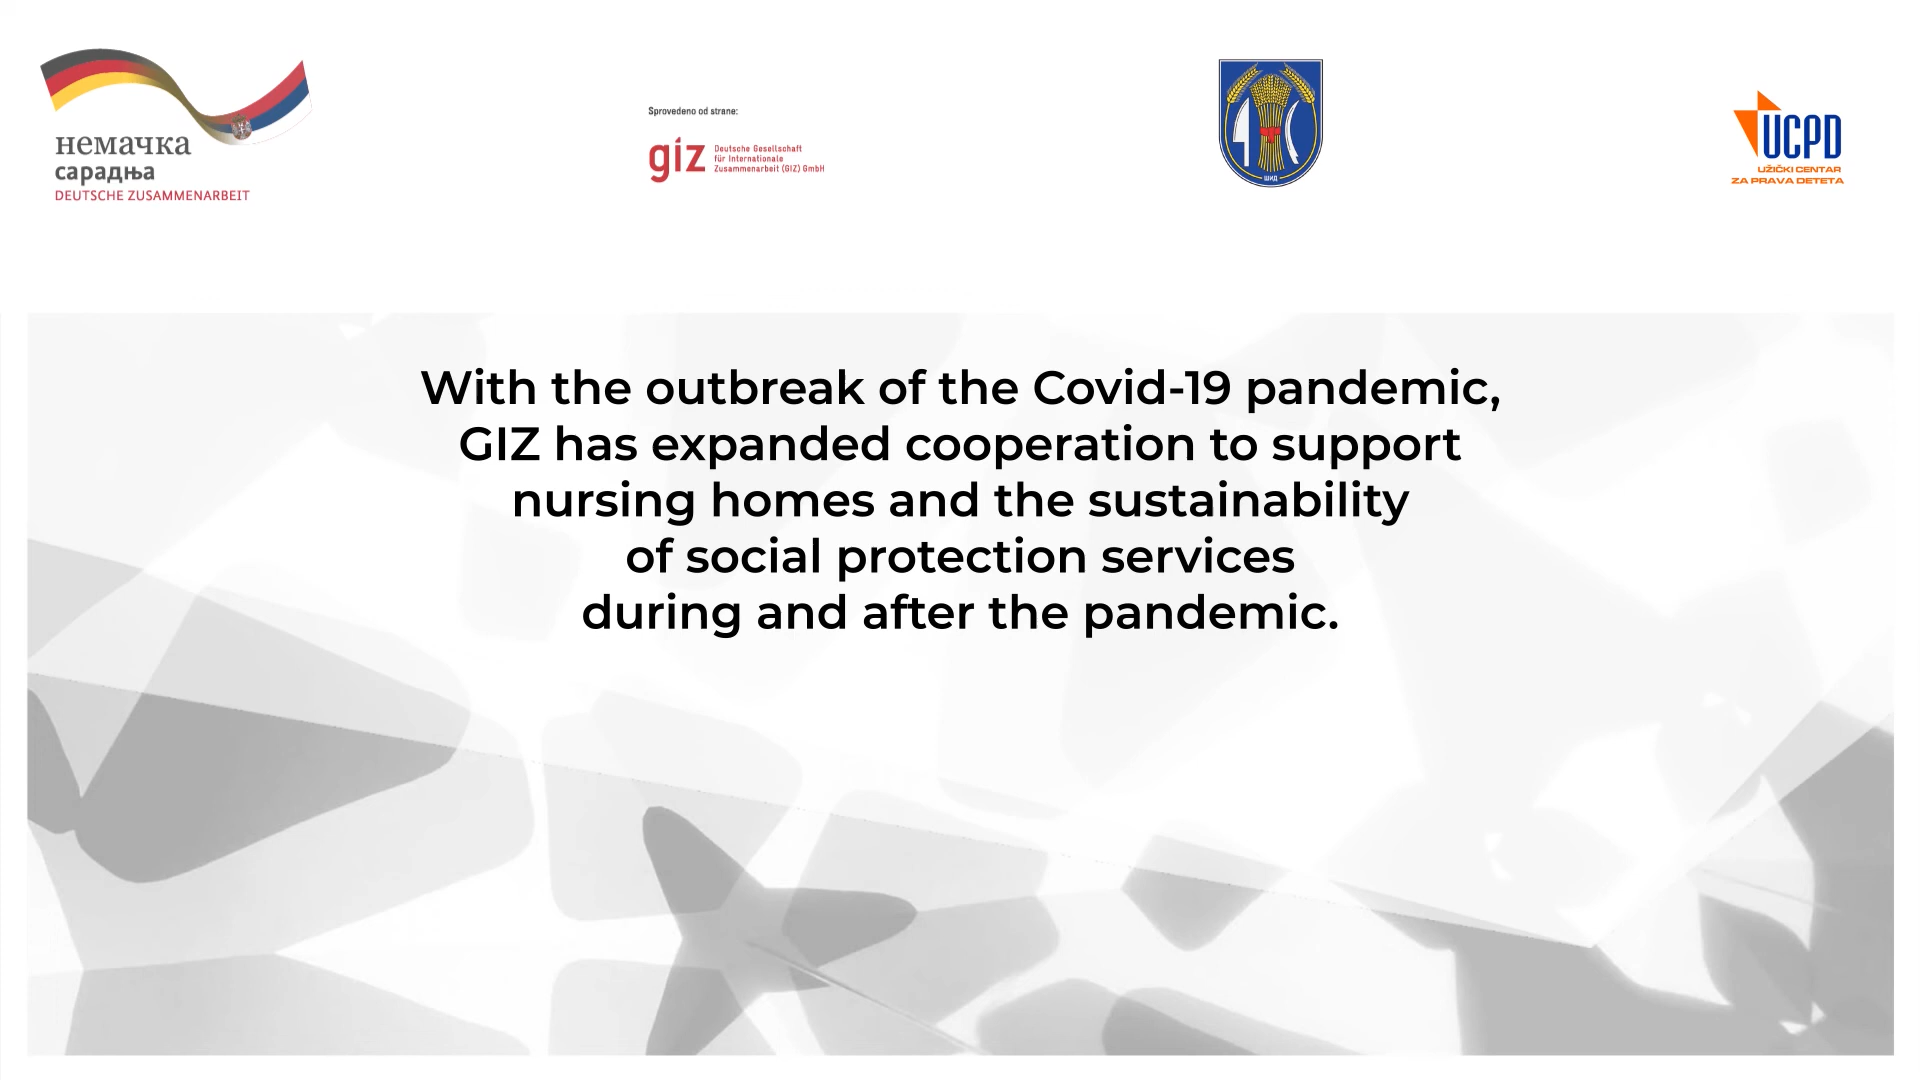 немачка
сарадња
DEUTSCHE ZUSAMMENARBEIT
Sprovedeno od strane:
giz
Deutsche Gesellschaft
für Internationale
Zusammenarbeit (GIZ) GmbH
ШИД
UCPD
UŽIČKI CENTAR
ZA PRAVA DETETA
With the outbreak of the Covid-19 pandemic,
GIZ has expanded cooperation to support
nursing homes and the sustainability
of social protection services
during and after the pandemic.